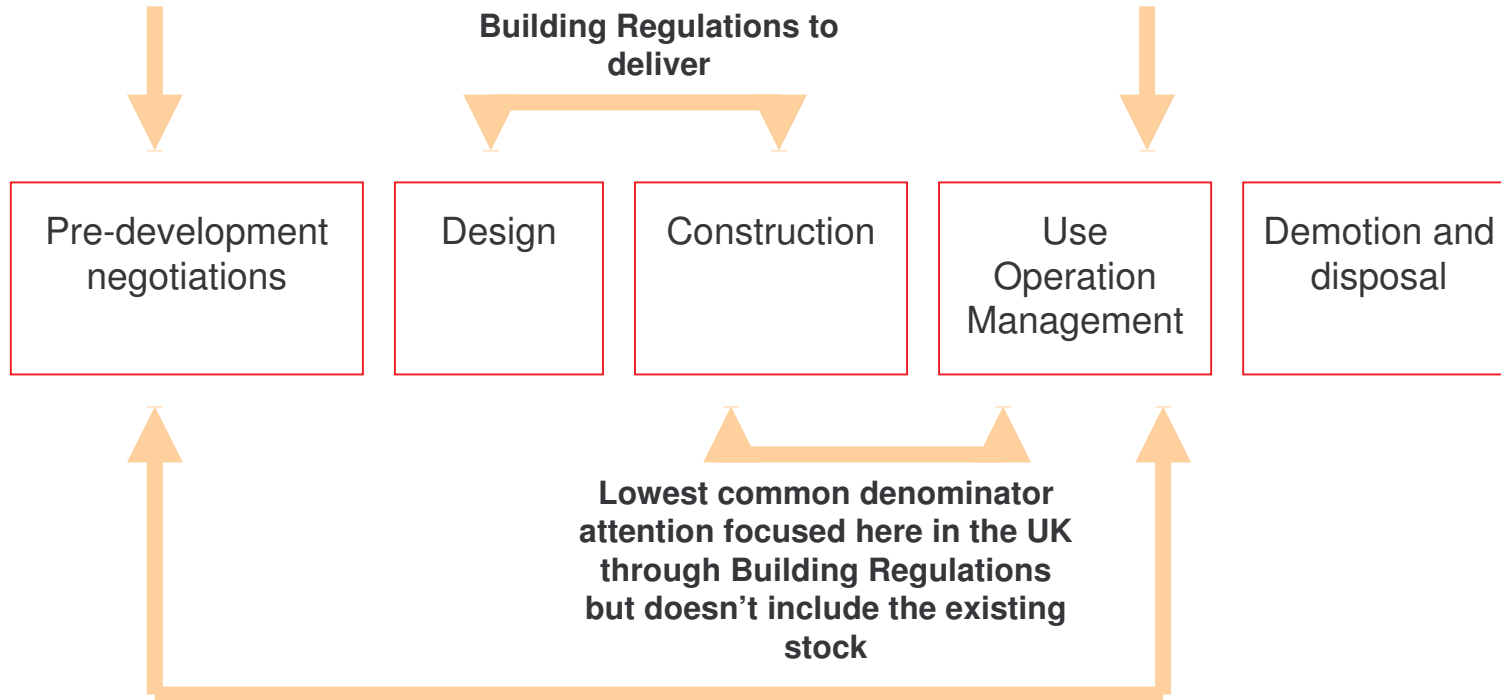 Building Regulations to
deliver
Pre-development
negotiations
Design
Construction
Use
Operation
Management
Demotion and
disposal
Lowest common denominator
attention focused here in the UK
through Building Regulations
but doesn’t include the existing
stock